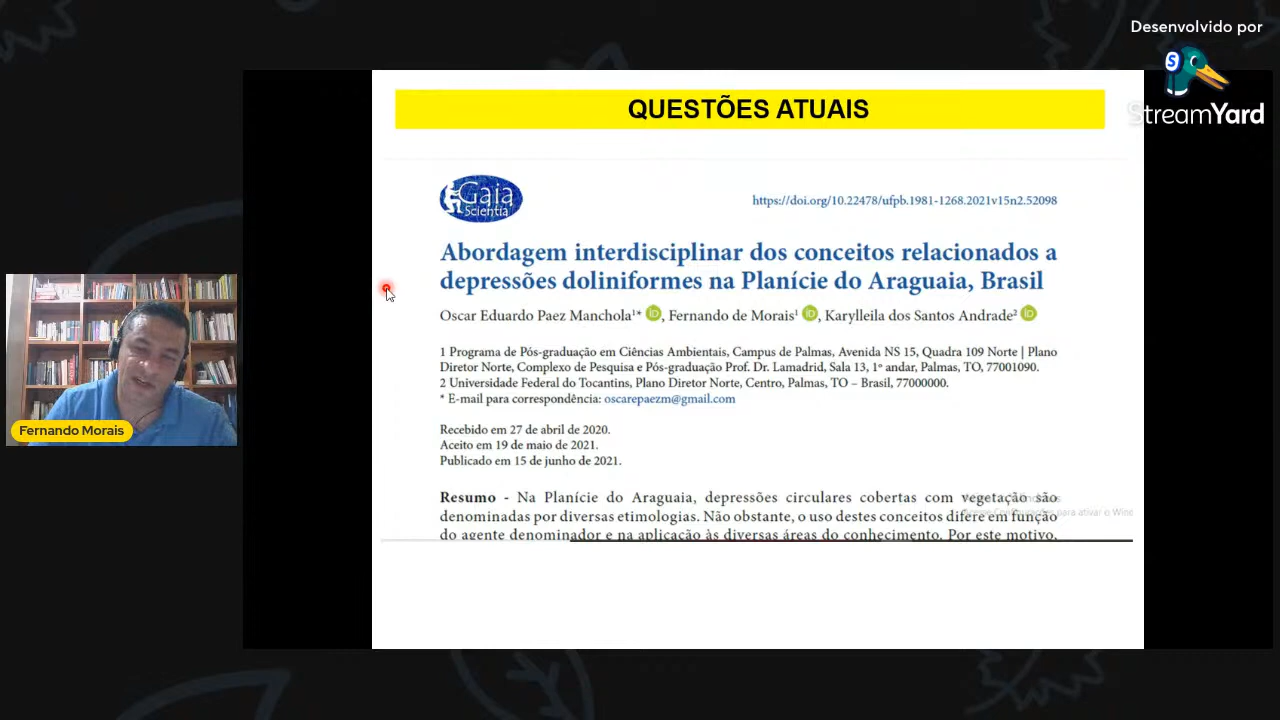 Desenvolvido por
StreamYard
QUESTÕES ATUAIS
Gaia
Scientia
https://doi.org/10.22478/ufpb.1981-1268.2021v15n2.52098
Abordagem interdisciplinar dos conceitos relacionados a
depressões doliniformes na Planície do Araguaia, Brasil
Oscar Eduardo Paez Manchola¹* iD, Fernando de Morais¹ iD, Karylleila dos Santos Andrade² iD
1 Programa de Pós-graduação em Ciências Ambientais, Campus de Palmas, Avenida NS 15, Quadra 109 Norte | Plano
Diretor Norte, Complexo de Pesquisa e Pós-graduação Prof. Dr. Lamadrid, Sala 13, 1º andar, Palmas, TO, 77001090.
2 Universidade Federal do Tocantins, Plano Diretor Norte, Centro, Palmas, TO – Brasil, 77000000.
* E-mail para correspondência: oscarepaezm@gmail.com
Recebido em 27 de abril de 2020.
Aceito em 19 de maio de 2021.
Publicado em 15 de junho de 2021.
Resumo - Na Planície do Araguaia, depressões circulares cobertas com vegetação são
denominadas por diversas etimologias. Não obstante, o uso destes conceitos difere em função
do agente denominador e na aplicação às diversas áreas do conhecimento. Por este motivo,
para ativar o Wind
Fernando Morais